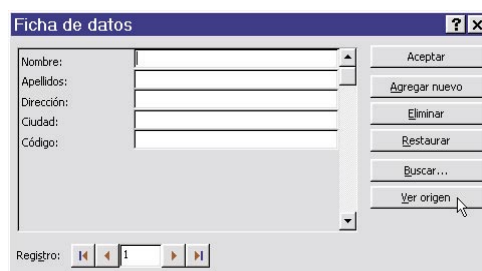 Ficha de datos
Nombre:
Apellidos:
Dirección:
Ciudad:
Código:
Aceptar
Agregar nuevo
Eliminar
Restaurar
Buscar...
Ver origen
Registro: 1